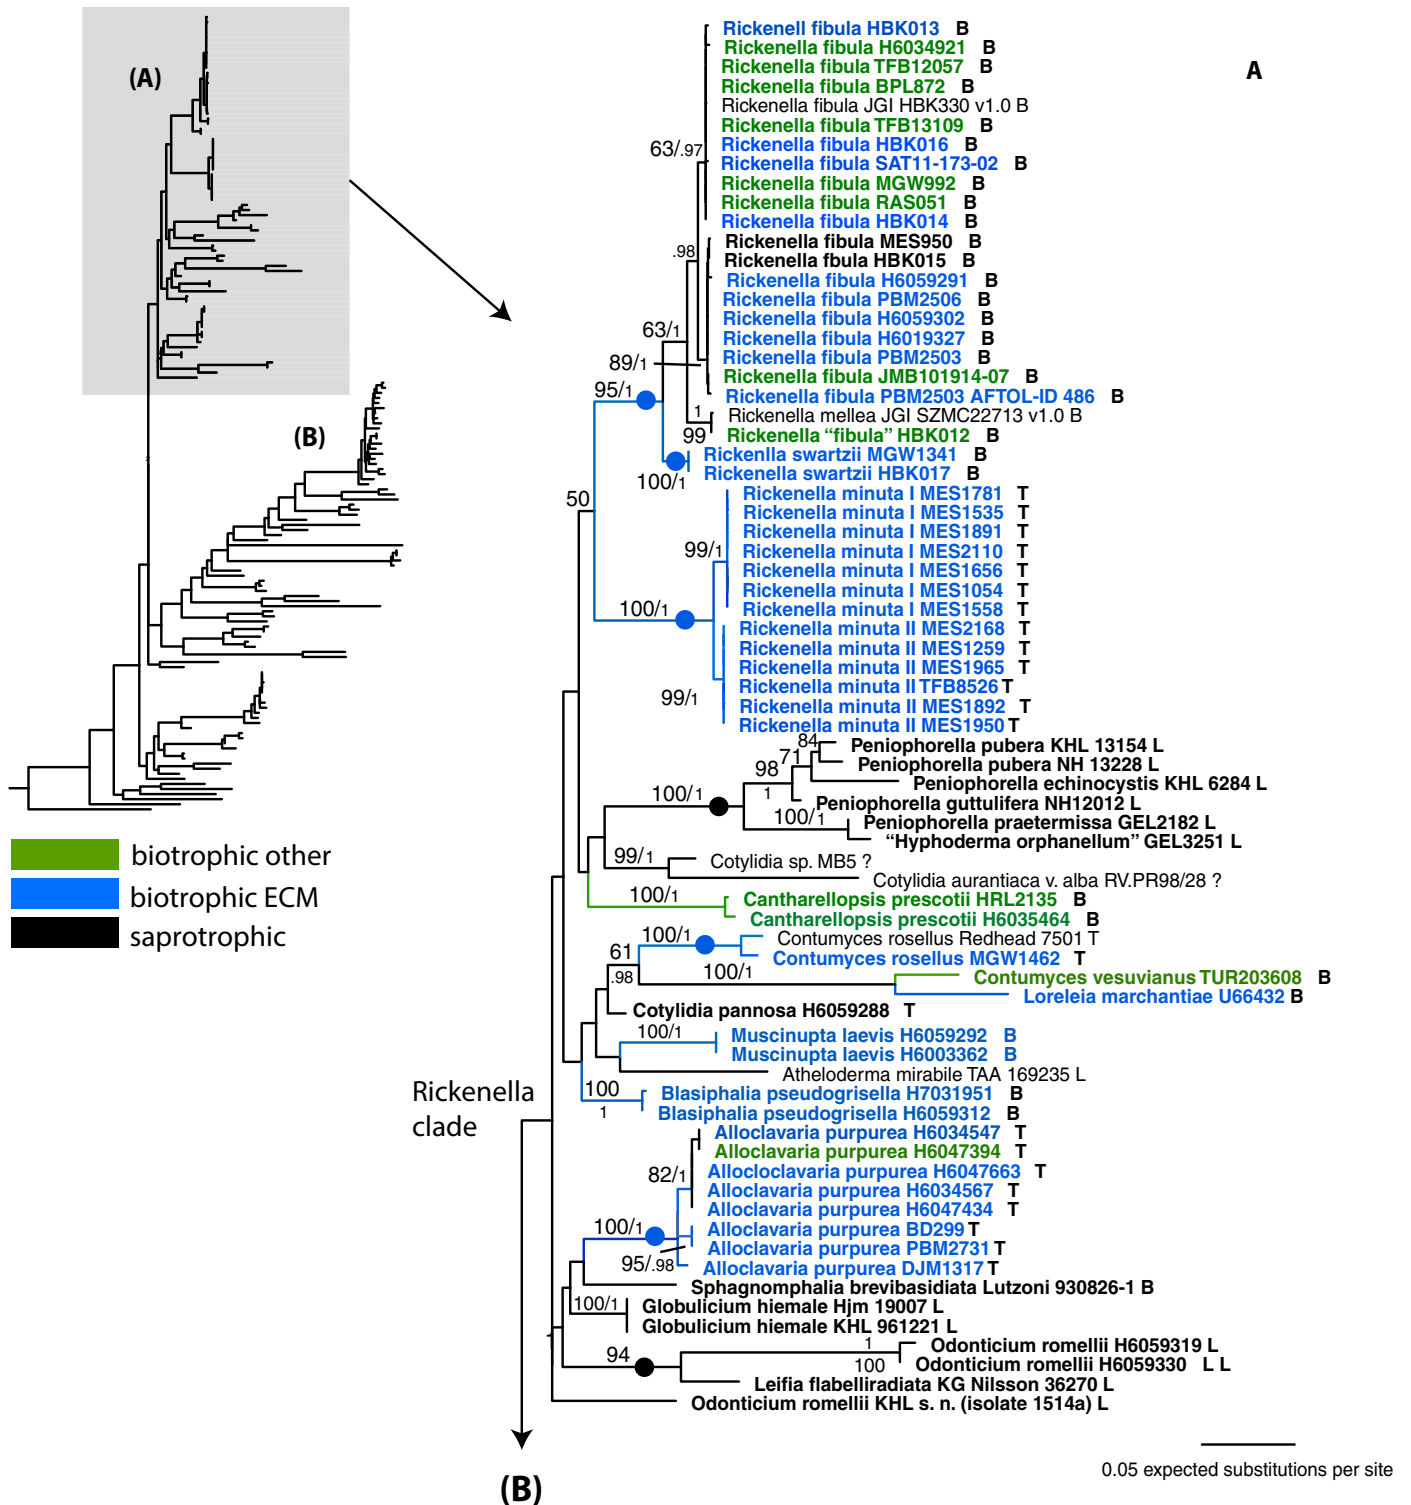 (A)
(B)
biotrophic other
biotrophic ECM
saprotrophic
A
Rickenell fibula HBK013 B
Rickenella fibula H6034921 B
Rickenella fibula TFB12057 B
Rickenella fibula BPL872 B
Rickenella fibula JGI HBK330 v1.0 B
Rickenella fibula TFB13109 B
63/.97
Rickenella fibula HBK016 B
Rickenella fibula SAT11-173-02 B
Rickenella fibula MGW992 B
Rickenella fibula RAS051 B
Rickenella fibula HBK014 B
Rickenella fibula MES950 B
.98
Rickenella fbula HBK015 B
Rickenella fibula H6059291 B
Rickenella fibula PBM2506 B
Rickenella fibula H6059302 B
63/1
Rickenella fibula H6019327 B
Rickenella fibula PBM2503 B
89/1
Rickenella fibula JMB101914-07 B
95/1
Rickenella fibula PBM2503 AFTOL-ID 486 B
1
Rickenella mellea JGI SZMC22713 v1.0 B
99
Rickenella “fibula” HBK012 B
Rickenlla swartzii MGW1341 B
Rickenella swartzii HBK017 B
100/1
50
Rickenella minuta I MES1781 T
Rickenella minuta I MES1535 T
Rickenella minuta I MES1891 T
99/1
Rickenella minuta I MES2110 T
Rickenella minuta I MES1656 T
Rickenella minuta I MES1054 T
100/1
Rickenella minuta I MES1558 T
Rickenella minuta II MES2168 T
Rickenella minuta II MES1259 T
Rickenella minuta II MES1965 T
Rickenella minuta II TFB8526 T
99/1
Rickenella minuta II MES1892 T
Rickenella minuta II MES1950 T
84
Peniophorella pubera KHL 13154 L
71
Peniophorella pubera NH 13228 L
98
1
Peniophorella echinocystis KHL 6284 L
100/1
Peniophorella guttulifera NH12012 L
100/1
Peniophorella praetermissa GEL2182 L
“Hyphoderma orphanellum” GEL3251 L
99/1
Cotylidia sp. MB5 ?
Cotylidia aurantiaca v. alba RV.PR98/28 ?
100/1
Cantharellopsis prescotii HRL2135 B
Cantharellopsis prescotii H6035464 B
100/1
Contumyces rosellus Redhead 7501 T
61
Contumyces rosellus MGW1462 T
.98
100/1
Contumyces vesuvianus TUR203608 B
Loreleia marchantiae U66432 B
Cotylidia pannosa H6059288 T
100/1
Muscinupta laevis H6059292 B
Muscinupta laevis H6003362 B
Atheloderma mirabile TAA 169235 L
Rickenella
clade
100
1
Blasiphalia pseudogrisella H7031951 B
Blasiphalia pseudogrisella H6059312 B
Alloclavaria purpurea H6034547 T
Alloclavaria purpurea H6047394 T
82/1
Allocloclavaria purpurea H6047663 T
Alloclavaria purpurea H6034567 T
Alloclavaria purpurea H6047434 T
100/1
Alloclavaria purpurea BD299 T
Alloclavaria purpurea PBM2731 T
95/.98
Alloclavaria purpurea DJM1317 T
Sphagnomphalia brevibasidiata Lutzoni 930826-1 B
100/1
Globulicium hiemale Hjm 19007 L
Globulicium hiemale KHL 961221 L
1
Odonticium romellii H6059319 L
94
100
Odonticium romellii H6059330 L L
Leifia flabelliradiata KG Nilsson 36270 L
Odonticium romellii KHL s. n. (isolate 1514a) L
(B)
0.05 expected substitutions per site